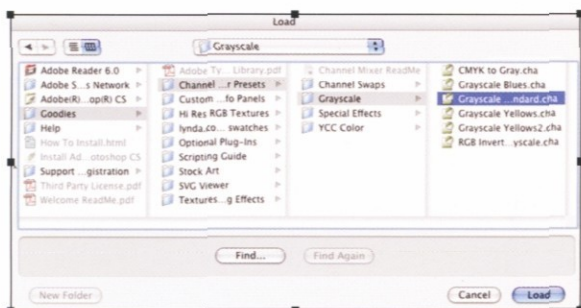 Load
Grayscale
Adobe Reader 6.0
Adobe S...s Network
Adobe(R) ...op(R) CS
Goodies
Help
How To Install.html
Install Ad...otoshop CS
Support ...gistration
Third Party License.pdf
Welcome ReadMe.pdf
Adobe Ty... Library.pdf
Channel ...r Presets
Custom ...fo Panels
Hi Res RGB Textures
lynda.co... swatches
Optional Plug-Ins
Scripting Guide
Stock Art
SVG Viewer
Textures...g Effects
Channel Mixer ReadMe
Channel Swaps
Grayscale
Special Effects
YCC Color
CMYK to Gray.cha
Grayscale Blues.cha
Grayscale ...ndard.cha
Grayscale Yellows.cha
Grayscale Yellows2.cha
RGB Invert...yscale.cha
Find...
Find Again
New Folder
Cancel
Load